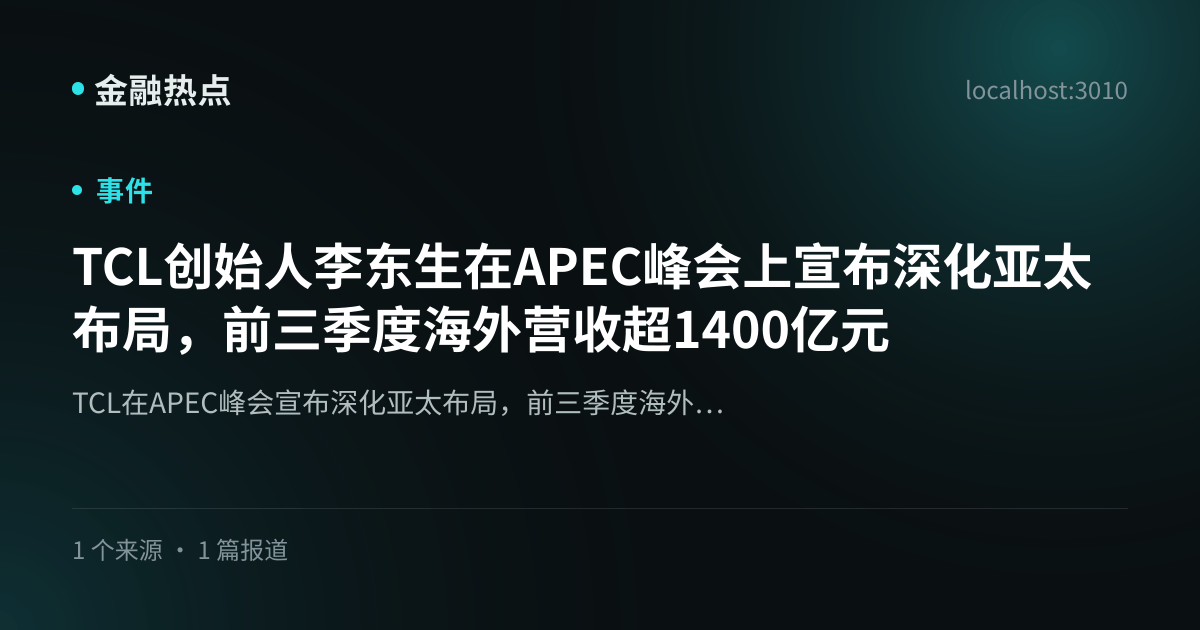 金融热点
localhost:3010
事件
TCL创始人李东生在APEC峰会上宣布深化亚太
布局，前三季度海外营收超1400亿元
TCL在APEC峰会宣布深化亚太布局，前三季度海外…
1 个来源 · 1 篇报道